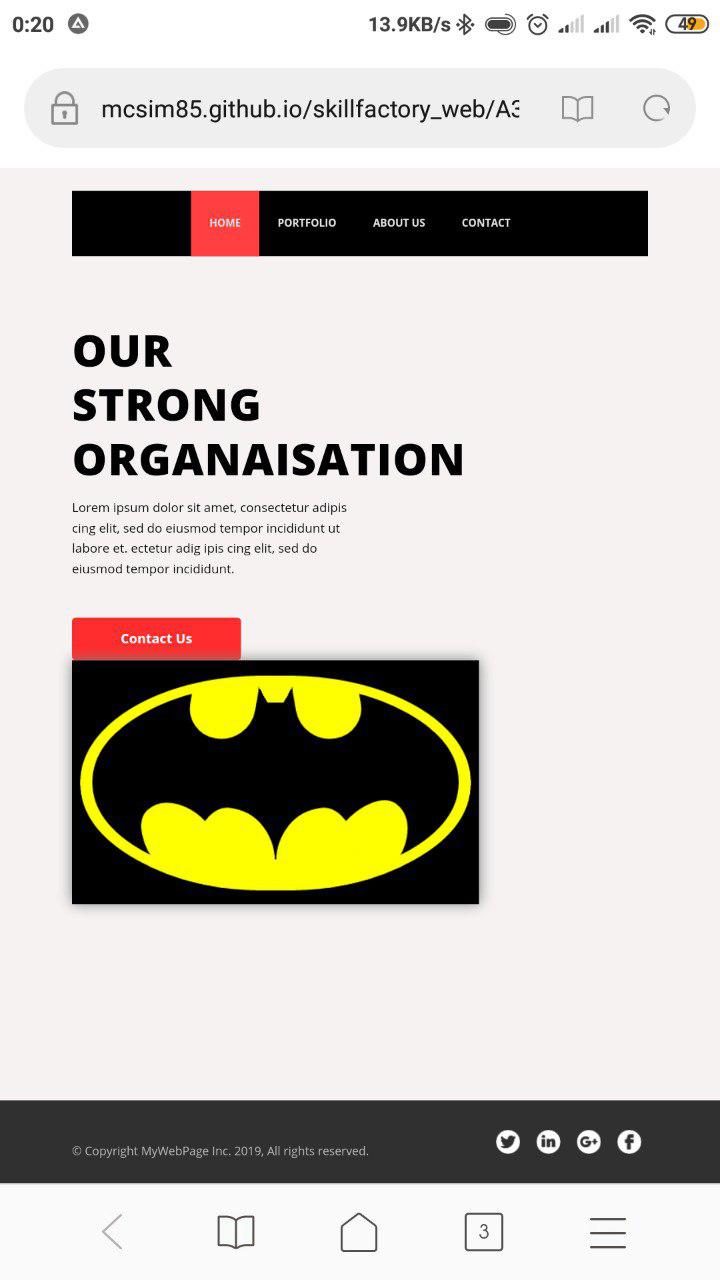 0:20 13.9KB/s 49
mcsim85.github.io/skillfactory_web/A3
HOME PORTFOLIO ABOUT US CONTACT
OUR
STRONG
ORGANAISATION
Lorem ipsum dolor sit amet, consectetur adipis
cing elit, sed do eiusmod tempor incididunt ut
labore et. ectetur adig ipis cing elit, sed do
eiusmod tempor incididunt.
Contact Us
© Copyright MyWebPage Inc. 2019, All rights reserved.
in G+ f
3